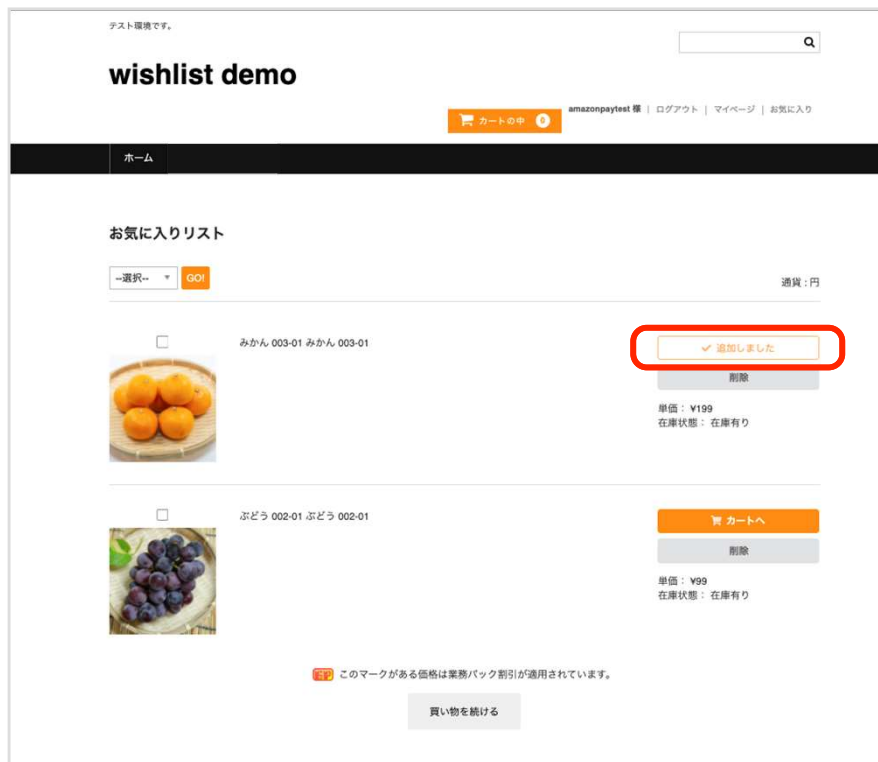 テスト環境です。
wishlist demo
カートの中 0
amazonpaytest 様 | ログアウト | マイページ | お気に入り
ホーム
お気に入りリスト
--選択-- GO!
通貨 : 円
みかん 003-01 みかん 003-01
追加しました
削除
単価 : ¥199
在庫状態 : 在庫有り
ぶどう 002-01 ぶどう 002-01
カートへ
削除
単価 : ¥99
在庫状態 : 在庫有り
このマークがある価格は業務パック割引が適用されています。
買い物を続ける